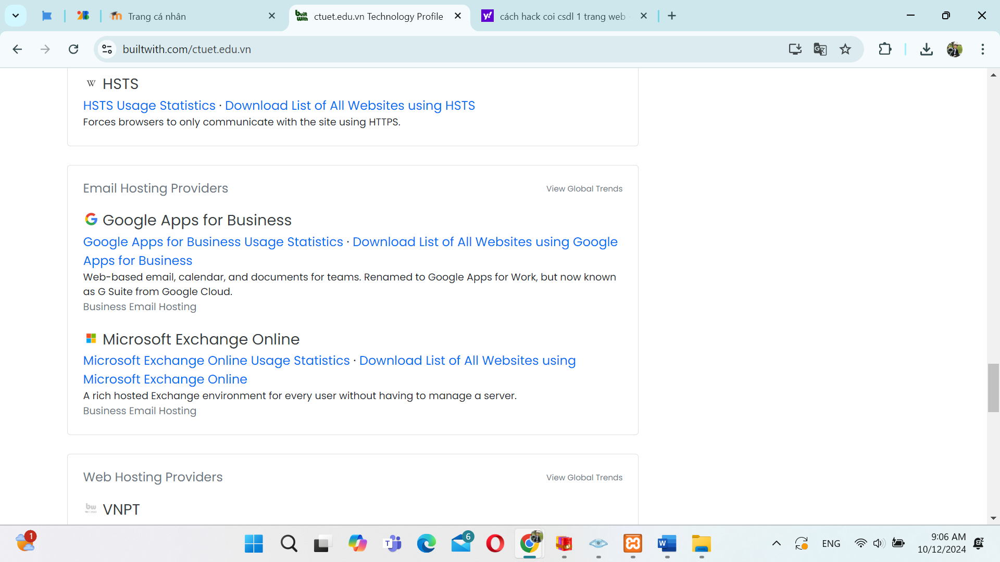 Trang cá nhân
ctuet.edu.vn Technology Profile
cách hack coi csdl 1 trang web
builtwith.com/ctuet.edu.vn
W HSTS
HSTS Usage Statistics · Download List of All Websites using HSTS
Forces browsers to only communicate with the site using HTTPS.
Email Hosting Providers
View Global Trends
Google Apps for Business
Google Apps for Business Usage Statistics · Download List of All Websites using Google
Apps for Business
Web-based email, calendar, and documents for teams. Renamed to Google Apps for Work, but now known
as G Suite from Google Cloud.
Business Email Hosting
Microsoft Exchange Online
Microsoft Exchange Online Usage Statistics · Download List of All Websites using
Microsoft Exchange Online
A rich hosted Exchange environment for every user without having to manage a server.
Business Email Hosting
Web Hosting Providers
View Global Trends
bw
VNPT
1
6
ENG
9:06 AM
10/12/2024